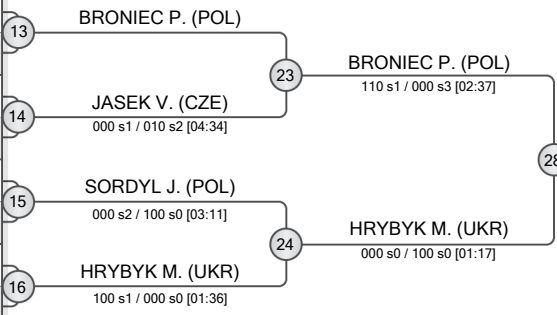 13
BRONIEC P. (POL)
23
BRONIEC P. (POL)
110 s1 / 000 s3 [02:37]
14
JASEK V. (CZE)
000 s1 / 010 s2 [04:34]
28
15
SORDYL J. (POL)
000 s2 / 100 s0 [03:11]
24
HRYBYK M. (UKR)
000 s0 / 100 s0 [01:17]
16
HRYBYK M. (UKR)
100 s1 / 000 s0 [01:36]